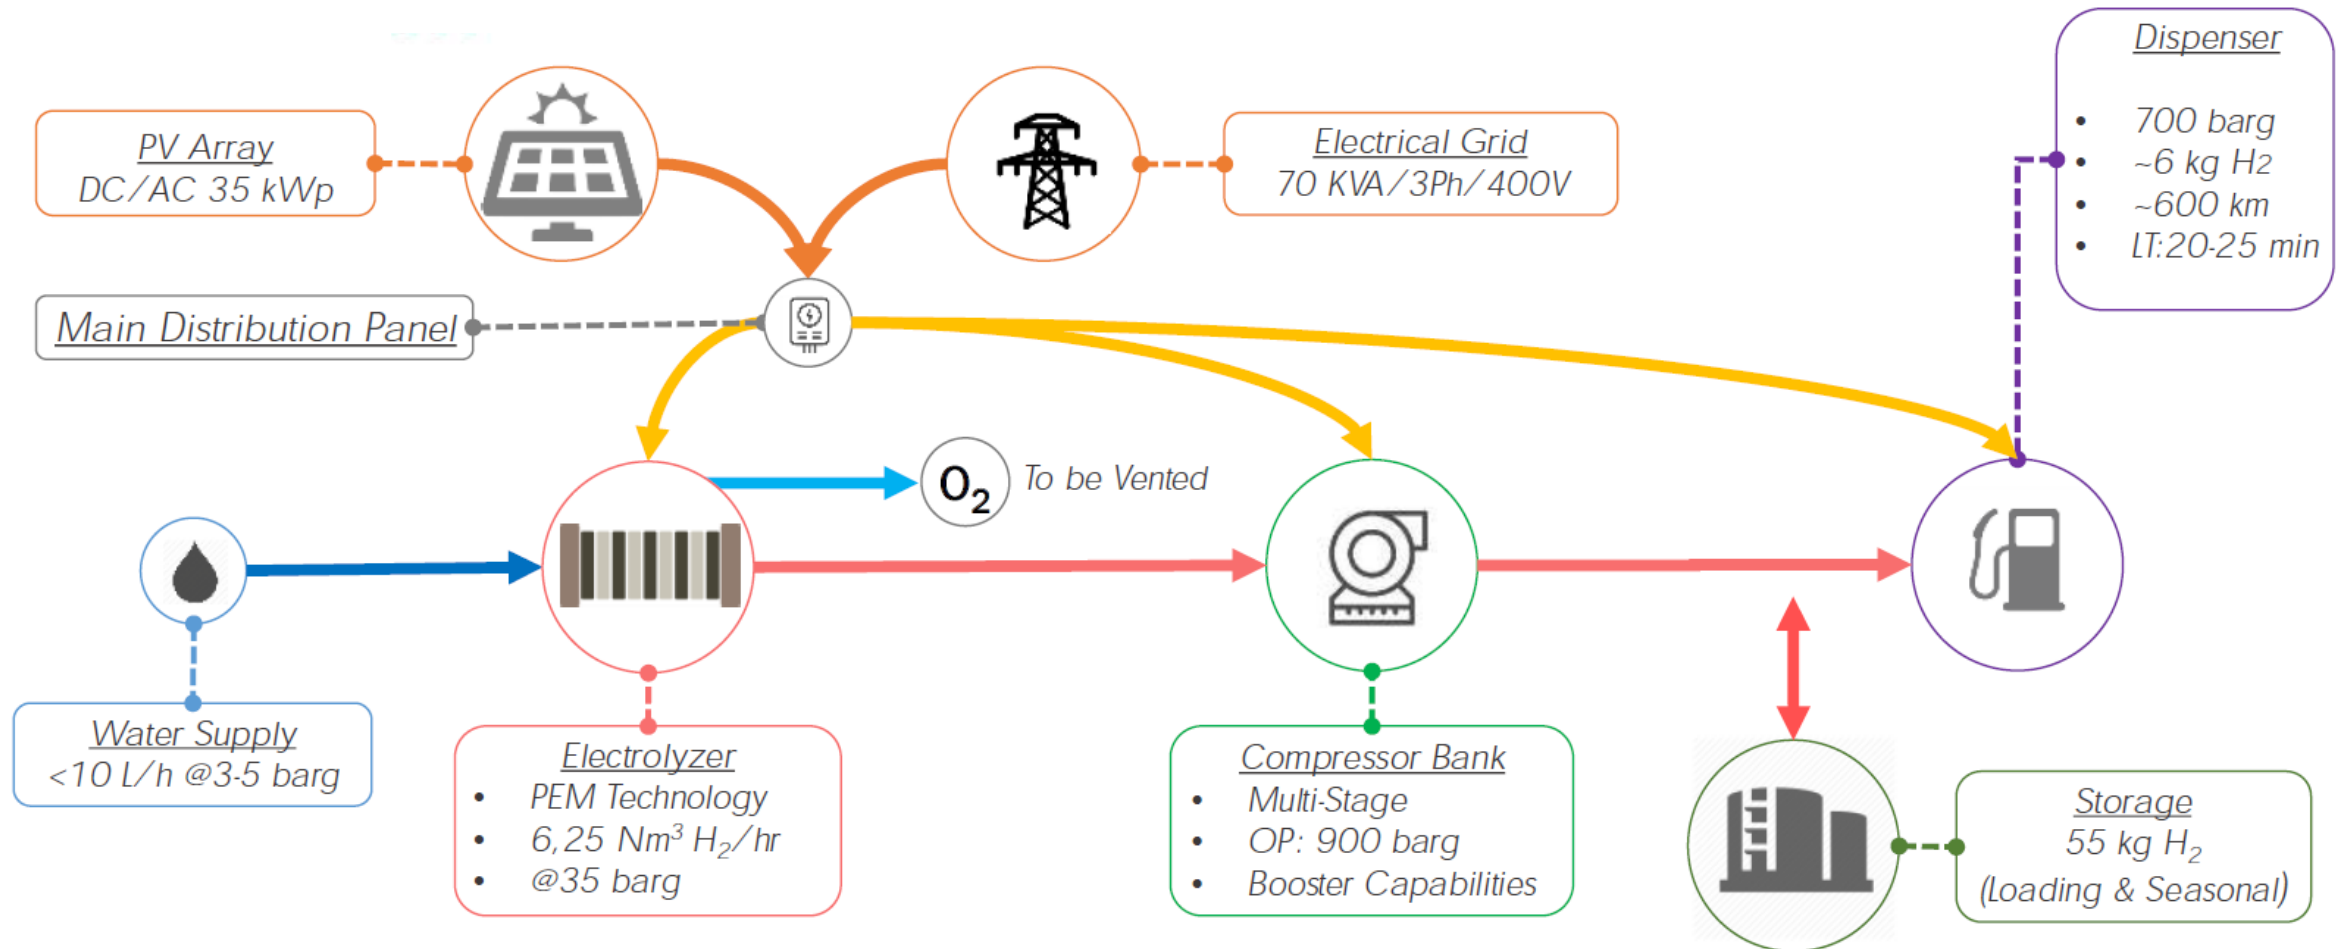 Dispenser
• 700 barg
• ~6 kg H2
• ~600 km
• LT:20-25 min
PV Array
DC/AC 35 kWp
Electrical Grid
70 KVA/3Ph/400V
Main Distribution Panel
O₂
To be Vented
Water Supply
<10 L/h @3-5 barg
Electrolyzer
• PEM Technology
• 6,25 Nm³ H₂/hr
• @35 barg
Compressor Bank
• Multi-Stage
• OP: 900 barg
• Booster Capabilities
Storage
55 kg H₂
(Loading & Seasonal)